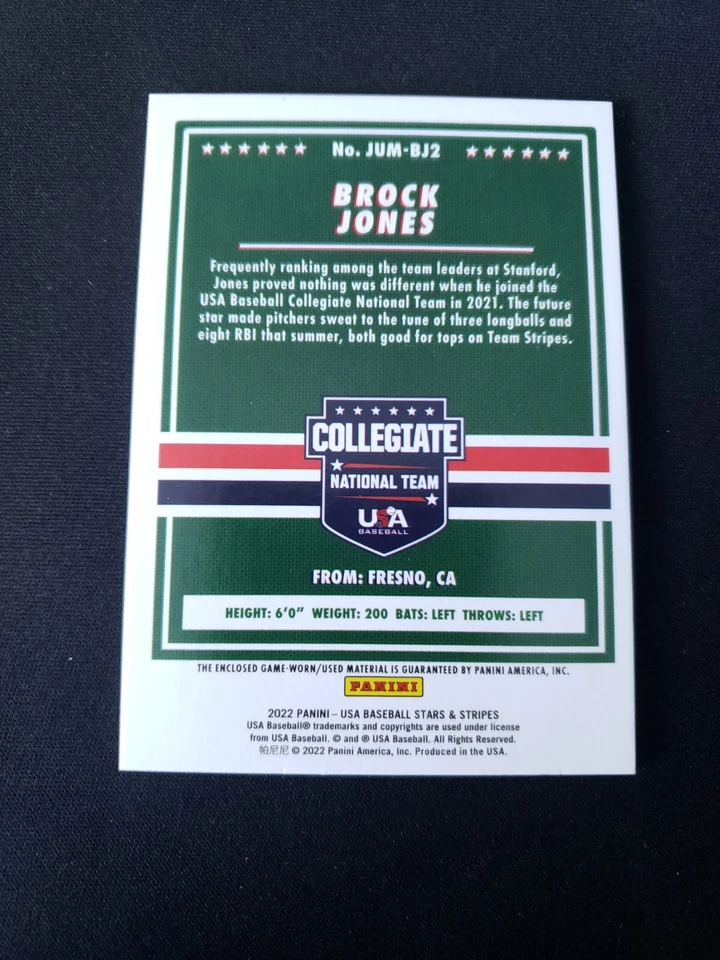 ★★★★★★ No. JUM-BJ2 ★★★★★★
BROCK
JONES
Frequently ranking among the team leaders at Stanford,
Jones proved nothing was different when he joined the
USA Baseball Collegiate National Team in 2021. The future
star made pitchers sweat to the tune of three longballs and
eight RBI that summer, both good for tops on Team Stripes.
COLLEGIATE
NATIONAL TEAM
USA
BASEBALL
FROM: FRESNO, CA
HEIGHT: 6'0" WEIGHT: 200 BATS: LEFT THROWS: LEFT
THE ENCLOSED GAME-WORN/USED MATERIAL IS GUARANTEED BY PANINI AMERICA, INC.
PANINI
2022 PANINI – USA BASEBALL STARS & STRIPES
USA Baseball® trademarks and copyrights are used under license
from USA Baseball. © and ® USA Baseball. All Rights Reserved.
帕尼尼 © 2022 Panini America, Inc. Produced in the USA.